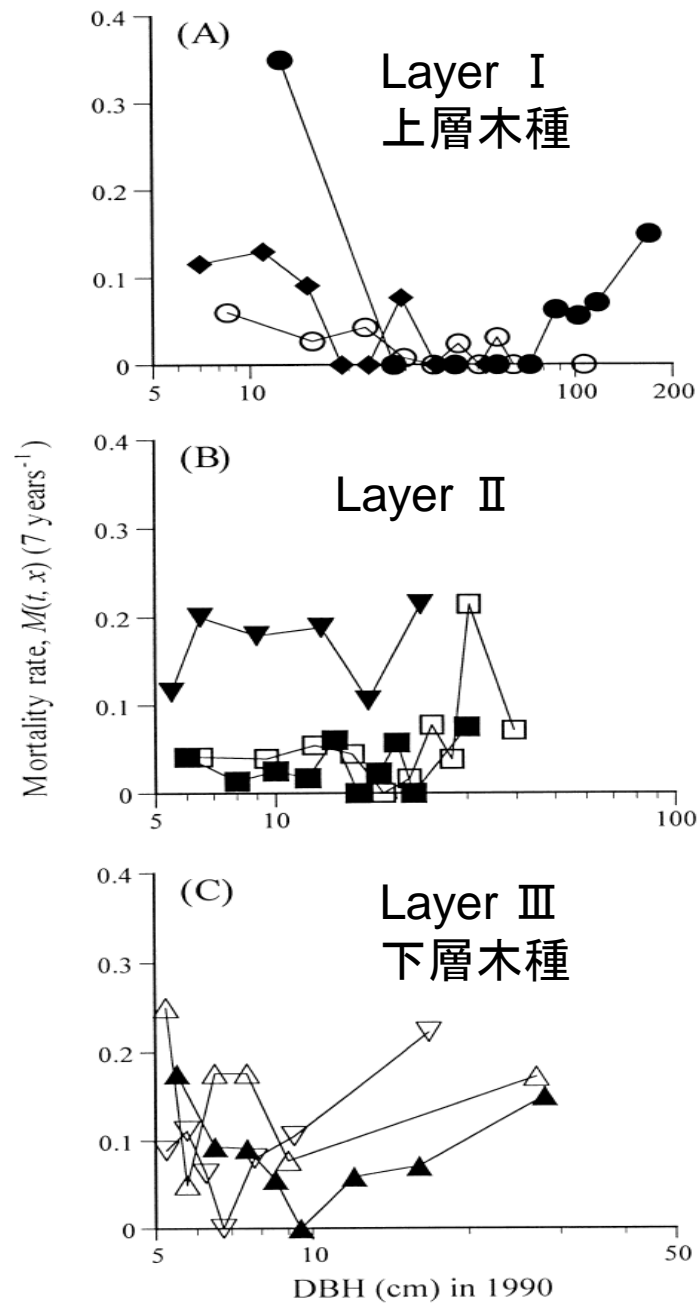 0.4
(A)
Layer Ⅰ
上層木種
0.3
0.2
0.1
0
5
10
100
200
Mortality rate, M(t, x) (7 years⁻¹)
0.4
(B)
Layer Ⅱ
0.3
0.2
0.1
0
5
10
100
0.4
(C)
Layer Ⅲ
下層木種
0.3
0.2
0.1
0
5
10
50
DBH (cm) in 1990